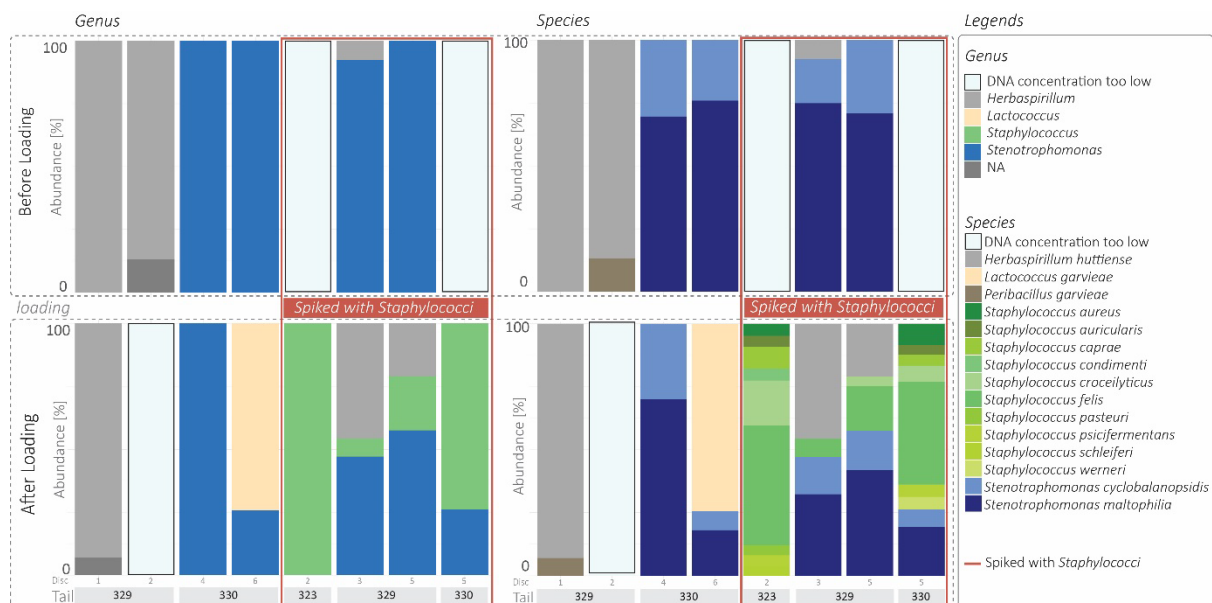 Genus
Species
Legends
100
Before Loading
Abundance [%]
0
100
Abundance [%]
0
Genus
DNA concentration too low
Herbaspirillum
Lactococcus
Staphylococcus
Stenotrophomonas
NA
loading
Spiked with Staphylococci
Spiked with Staphylococci
100
After Loading
Abundance [%]
0
100
Abundance [%]
0
Species
DNA concentration too low
Herbaspirillum huttiense
Lactococcus garvieae
Peribacillus garvieae
Staphylococcus aureus
Staphylococcus auricularis
Staphylococcus caprae
Staphylococcus condimenti
Staphylococcus croceilyticus
Staphylococcus felis
Staphylococcus pasteuri
Staphylococcus psicifermentans
Staphylococcus schleiferi
Staphylococcus werneri
Stenotrophomonas cyclobalanopsidis
Stenotrophomonas maltophilia
Spiked with Staphylococci
Disc 1 2 4 6 2 3 5 5
Tail 329 330 323 329 330
1 2 4 6 2 3 5 5
329 330 323 329 330